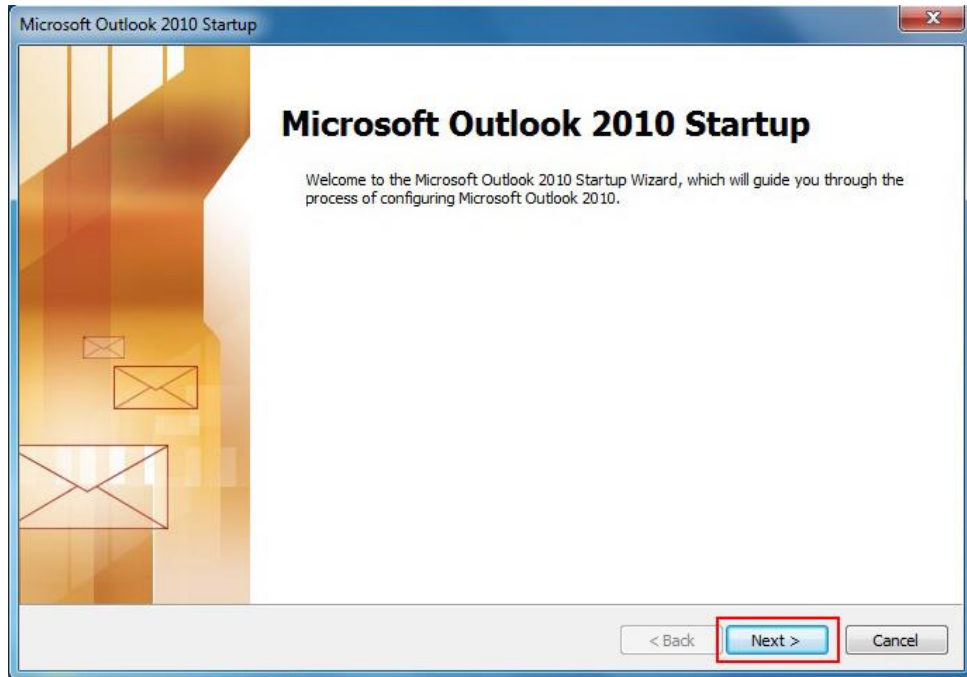 Microsoft Outlook 2010 Startup
Microsoft Outlook 2010 Startup
Welcome to the Microsoft Outlook 2010 Startup Wizard, which will guide you through the
process of configuring Microsoft Outlook 2010.
< Back Next > Cancel